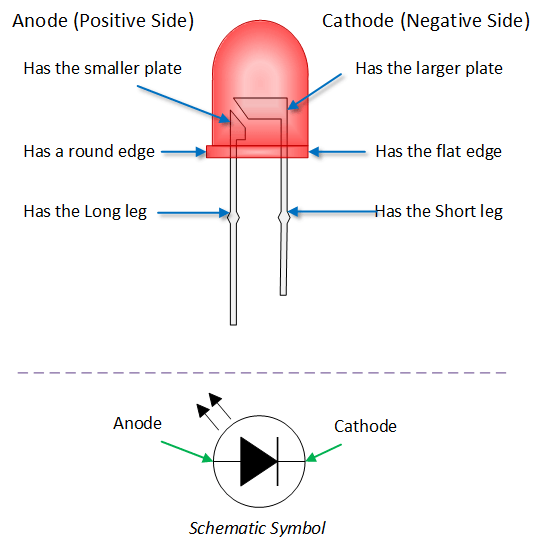 Anode (Positive Side)
Cathode (Negative Side)
Has the smaller plate
Has the larger plate
Has a round edge
Has the flat edge
Has the Long leg
Has the Short leg
Anode
Cathode
Schematic Symbol